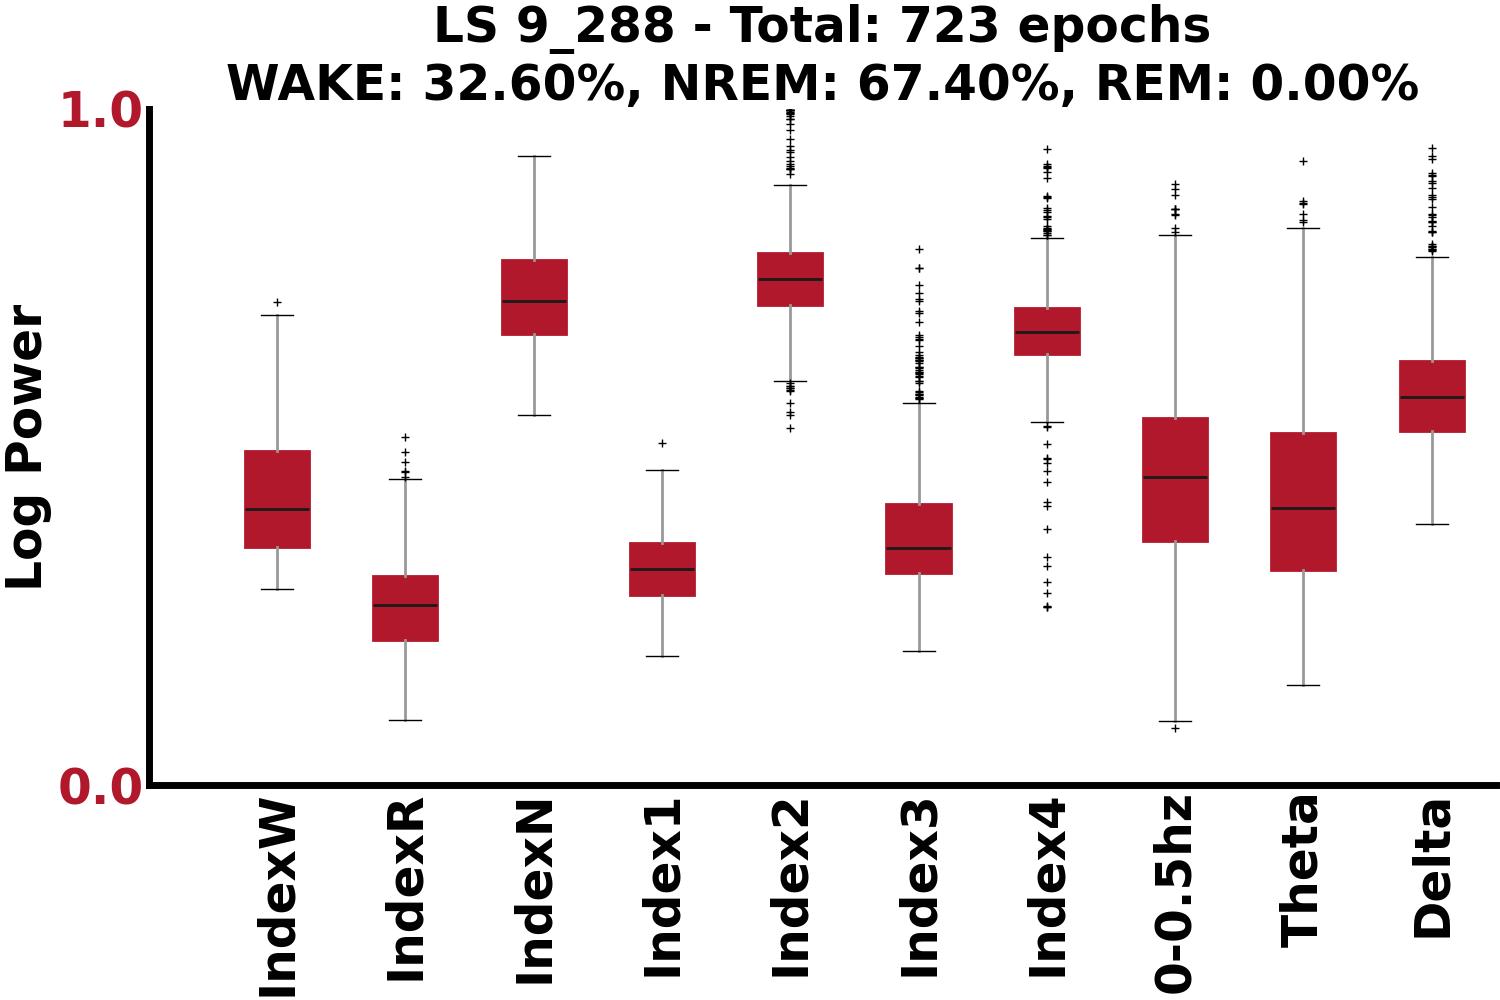 LS 9_288 - Total: 723 epochs
WAKE: 32.60%, NREM: 67.40%, REM: 0.00%
1.0
Log Power
0.0
IndexW
IndexR
IndexN
Index1
Index2
Index3
Index4
0-0.5hz
Theta
Delta